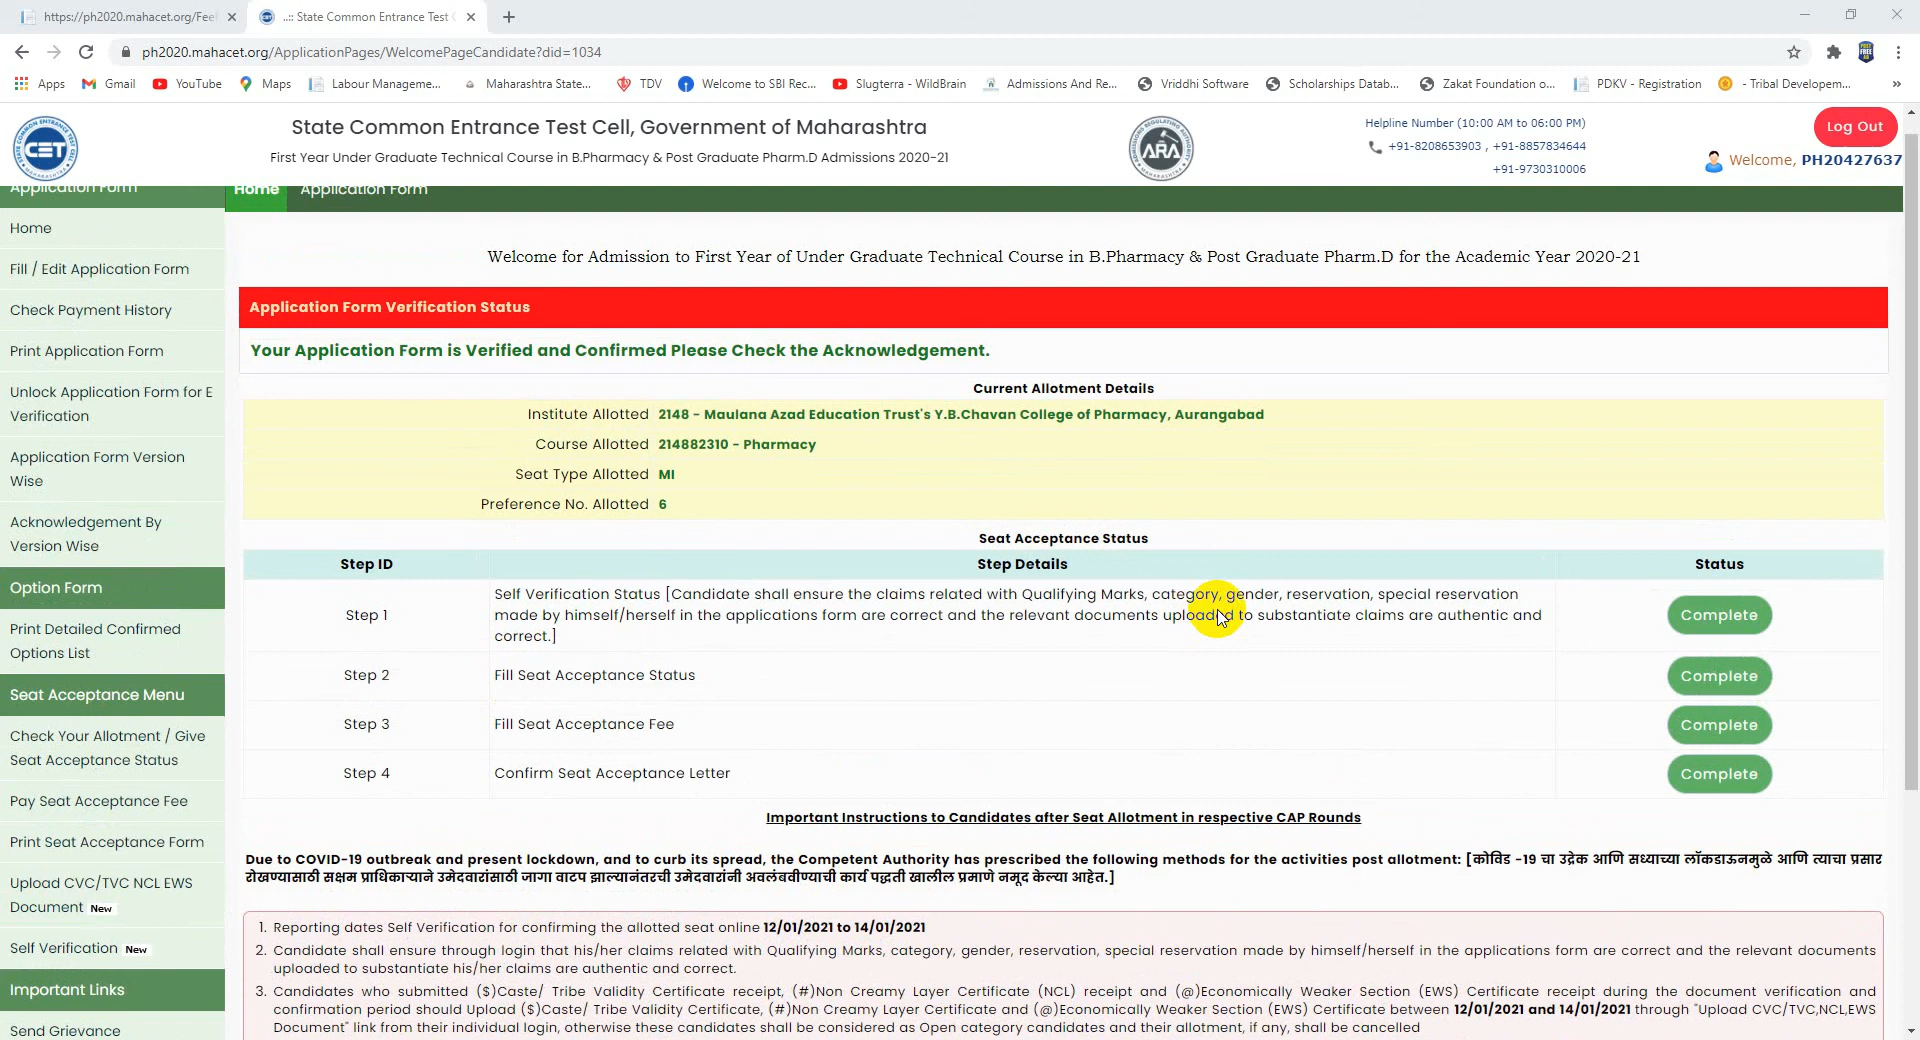 https://ph2020.mahacet.org/Feel
..:: State Common Entrance Test C
ph2020.mahacet.org/ApplicationPages/WelcomePageCandidate?did=1034
Apps Gmail YouTube Maps Labour Manageme... Maharashtra State... TDV Welcome to SBI Rec... Slugterra - WildBrain Admissions And Re... Vriddhi Software Scholarships Datab... Zakat Foundation o... PDKV - Registration - Tribal Developem... »
CET
State Common Entrance Test Cell, Government of Maharashtra
First Year Under Graduate Technical Course in B.Pharmacy & Post Graduate Pharm.D Admissions 2020-21
ARA
Helpline Number (10:00 AM to 06:00 PM)
+91-8208653903 , +91-8857834644
+91-9730310006
Log Out
Welcome, PH20427637
Application Form
Home
Fill / Edit Application Form
Check Payment History
Print Application Form
Unlock Application Form for E
Verification
Application Form Version
Wise
Acknowledgement By
Version Wise
Option Form
Print Detailed Confirmed
Options List
Seat Acceptance Menu
Check Your Allotment / Give
Seat Acceptance Status
Pay Seat Acceptance Fee
Print Seat Acceptance Form
Upload CVC/TVC NCL EWS
Document New
Self Verification New
Important Links
Send Grievance
Home Application Form
Welcome for Admission to First Year of Under Graduate Technical Course in B.Pharmacy & Post Graduate Pharm.D for the Academic Year 2020-21
Application Form Verification Status
Your Application Form is Verified and Confirmed Please Check the Acknowledgement.
Current Allotment Details
Institute Allotted 2148 - Maulana Azad Education Trust's Y.B.Chavan College of Pharmacy, Aurangabad
Course Allotted 214882310 - Pharmacy
Seat Type Allotted MI
Preference No. Allotted 6
Seat Acceptance Status
Step ID Step Details Status
Step 1 Self Verification Status [Candidate shall ensure the claims related with Qualifying Marks, category, gender, reservation, special reservation
made by himself/herself in the applications form are correct and the relevant documents uploaded to substantiate claims are authentic and
correct.] Complete
Step 2 Fill Seat Acceptance Status Complete
Step 3 Fill Seat Acceptance Fee Complete
Step 4 Confirm Seat Acceptance Letter Complete
Important Instructions to Candidates after Seat Allotment in respective CAP Rounds
Due to COVID-19 outbreak and present lockdown, and to curb its spread, the Competent Authority has prescribed the following methods for the activities post allotment: [कोविड -19 चा उद्रेक आणि सध्याच्या लॉकडाऊनमुळे आणि त्याचा प्रसार
रोखण्यासाठी सक्षम प्राधिकाऱ्याने उमेदवारांसाठी जागा वाटप झाल्यानंतरची उमेदवारांनी अवलंबवीण्याची कार्य पद्धती खालील प्रमाणे नमूद केल्या आहेत.]
1. Reporting dates Self Verification for confirming the allotted seat online 12/01/2021 to 14/01/2021
2. Candidate shall ensure through login that his/her claims related with Qualifying Marks, category, gender, reservation, special reservation made by himself/herself in the applications form are correct and the relevant documents
uploaded to substantiate his/her claims are authentic and correct.
3. Candidates who submitted ($)Caste/ Tribe Validity Certificate receipt, (#)Non Creamy Layer Certificate (NCL) receipt and (@)Economically Weaker Section (EWS) Certificate receipt during the document verification and
confirmation period should Upload ($)Caste/ Tribe Validity Certificate, (#)Non Creamy Layer Certificate and (@)Economically Weaker Section (EWS) Certificate between 12/01/2021 and 14/01/2021 through "Upload CVC/TVC,NCL,EWS
Document" link from their individual login, otherwise these candidates shall be considered as Open category candidates and their allotment, if any, shall be cancelled